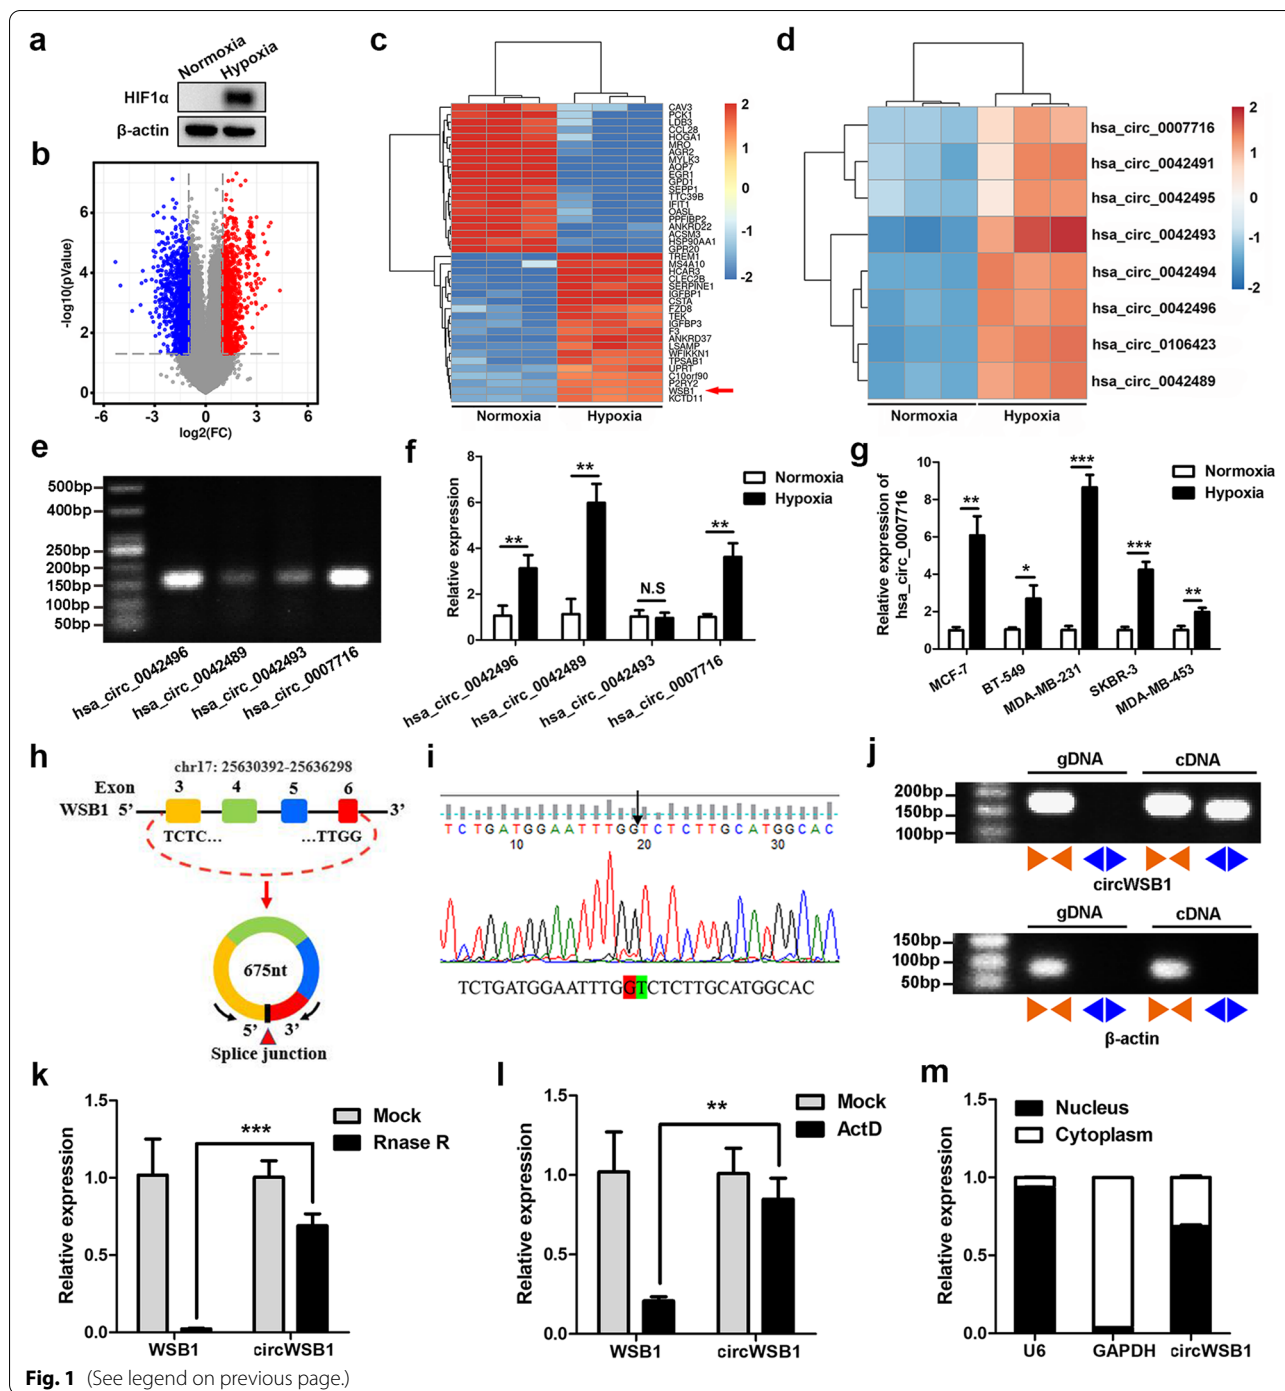 a
Normoxia
Hypoxia
HIF1α
β-actin
b
-log10(pValue)
6
4
2
0
-6
-3
0
3
6
log2(FC)
c
CAV3
PCK1
LDB3
CCL28
HOGA1
MRO
AGR2
MYLK3
AQP7
EGR1
GPD1
SEPP1
TTC39B
IFIT1
OASL
PPFIBP2
ANKRD22
ACSM3
HSP90AA1
GPR20
TREM1
MS4A10
HCAR3
CLEC2B
SERPINE1
IGFBP1
CSTA
FZD8
TEK
IGFBP3
F3
ANKRD37
LSAMP
WFIKKN1
TPSAB1
UPRT
C10orf90
P2RY2
WSB1
KCTD11
2
1
0
-1
-2
Normoxia
Hypoxia
d
hsa_circ_0007716
hsa_circ_0042491
hsa_circ_0042495
hsa_circ_0042493
hsa_circ_0042494
hsa_circ_0042496
hsa_circ_0106423
hsa_circ_0042489
2
1
0
-1
-2
Normoxia
Hypoxia
e
500bp
400bp
250bp
200bp
150bp
100bp
50bp
hsa_circ_0042496
hsa_circ_0042489
hsa_circ_0042493
hsa_circ_0007716
f
Relative expression
8
6
4
2
0
**
**
N.S
**
Normoxia
Hypoxia
hsa_circ_0042496
hsa_circ_0042489
hsa_circ_0042493
hsa_circ_0007716
g
Relative expression of
hsa_circ_0007716
10
8
6
4
2
0
**
*
***
***
**
Normoxia
Hypoxia
MCF-7
BT-549
MDA-MB-231
SKBR-3
MDA-MB-453
h
chr17: 25630392-25636298
Exon 3 4 5 6
WSB1 5’ 3’
TCTC... ...TTGG
675nt
5’ 3’
Splice junction
i
TCTGATGGAATTTGGTCTCTTGCATGGCAC
10 20 30
TCTGATGGAATTTGGTCTCTTGCATGGCAC
j
gDNA cDNA
200bp
150bp
100bp
circWSB1
gDNA cDNA
150bp
100bp
50bp
β-actin
k
Relative expression
1.5
1.0
0.5
0.0
***
Mock
Rnase R
WSB1 circWSB1
l
Relative expression
1.5
1.0
0.5
0.0
**
Mock
ActD
WSB1 circWSB1
m
Relative expression
1.5
1.0
0.5
0.0
Nucleus
Cytoplasm
U6 GAPDH circWSB1
Fig. 1 (See legend on previous page.)